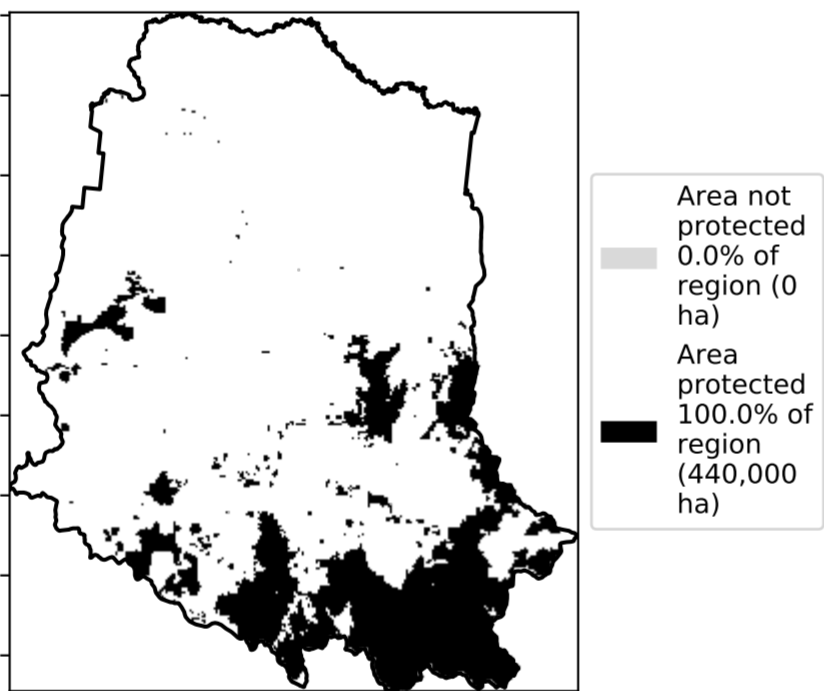 Area not
protected
0.0% of
region (0
ha)
Area
protected
100.0% of
region
(440,000
ha)